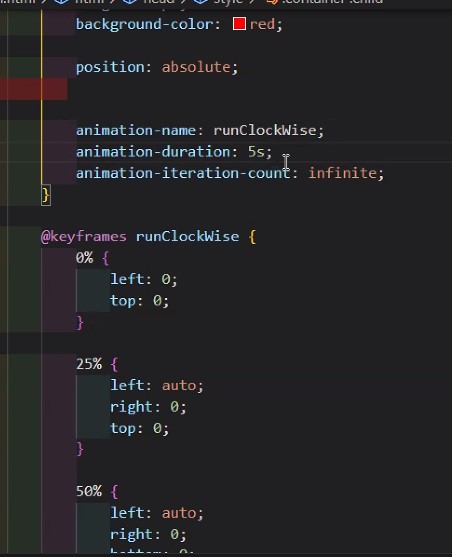 .html > html > head > style > .container .child
background-color: red;
position: absolute;
animation-name: runClockWise;
animation-duration: 5s;
animation-iteration-count: infinite;
}
@keyframes runClockWise {
0% {
left: 0;
top: 0;
}
25% {
left: auto;
right: 0;
top: 0;
}
50% {
left: auto;
right: 0;
bottom: 0;